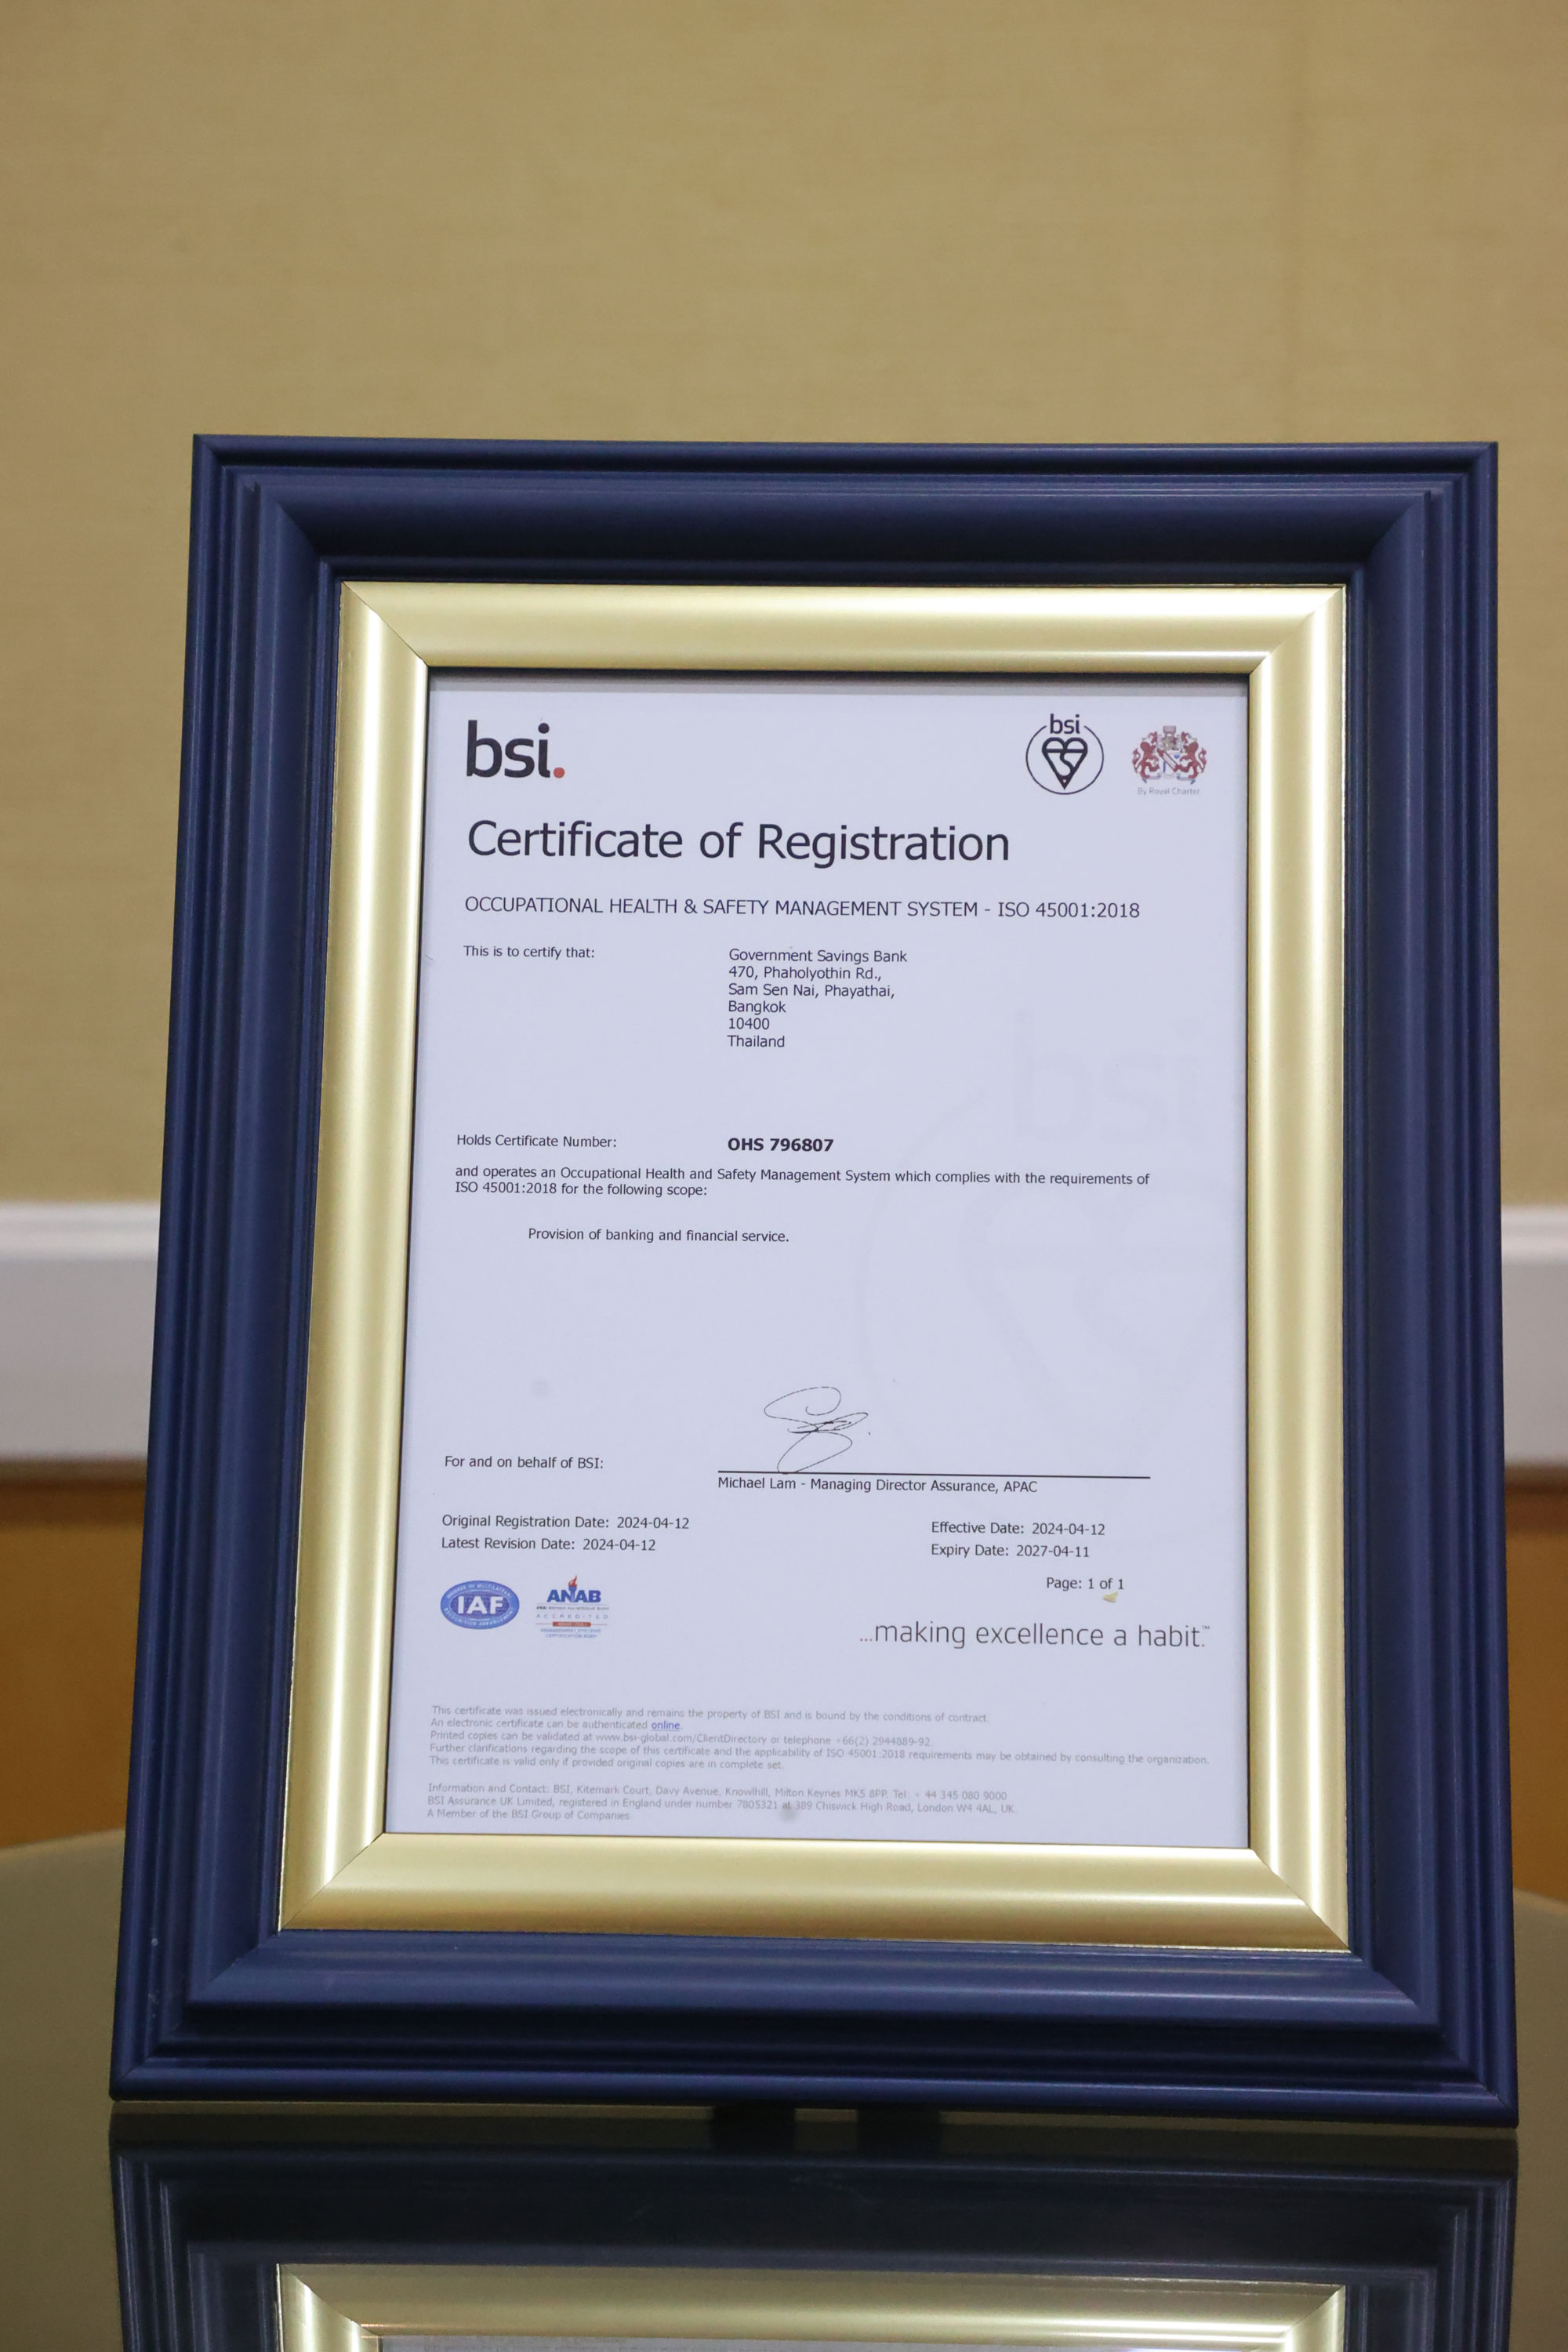 bsi.
bsi
By Royal Charter
Certificate of Registration
OCCUPATIONAL HEALTH & SAFETY MANAGEMENT SYSTEM - ISO 45001:2018
This is to certify that:
Government Savings Bank
470, Phaholyothin Rd.,
Sam Sen Nai, Phayathai,
Bangkok
10400
Thailand
bsi
Holds Certificate Number:
OHS 796807
and operates an Occupational Health and Safety Management System which complies with the requirements of
ISO 45001:2018 for the following scope:
Provision of banking and financial service.
For and on behalf of BSI:
Michael Lam - Managing Director Assurance, APAC
Original Registration Date: 2024-04-12
Effective Date: 2024-04-12
Latest Revision Date: 2024-04-12
Expiry Date: 2027-04-11
Page: 1 of 1
IAF
ANAB
ACCREDITED
...making excellence a habit.™
This certificate was issued electronically and remains the property of BSI and is bound by the conditions of contract.
An electronic certificate can be authenticated online.
Printed copies can be validated at www.bsi-global.com/ClientDirectory or telephone +66(2) 2944889-92.
Further clarifications regarding the scope of this certificate and the applicability of ISO 45001:2018 requirements may be obtained by consulting the organization.
This certificate is valid only if provided original copies are in complete set.
Information and Contact: BSI, Kitemark Court, Davy Avenue, Knowlhill, Milton Keynes MK5 8PP. Tel: + 44 345 080 9000
BSI Assurance UK Limited, registered in England under number 7805321 at 389 Chiswick High Road, London W4 4AL, UK.
A Member of the BSI Group of Companies.